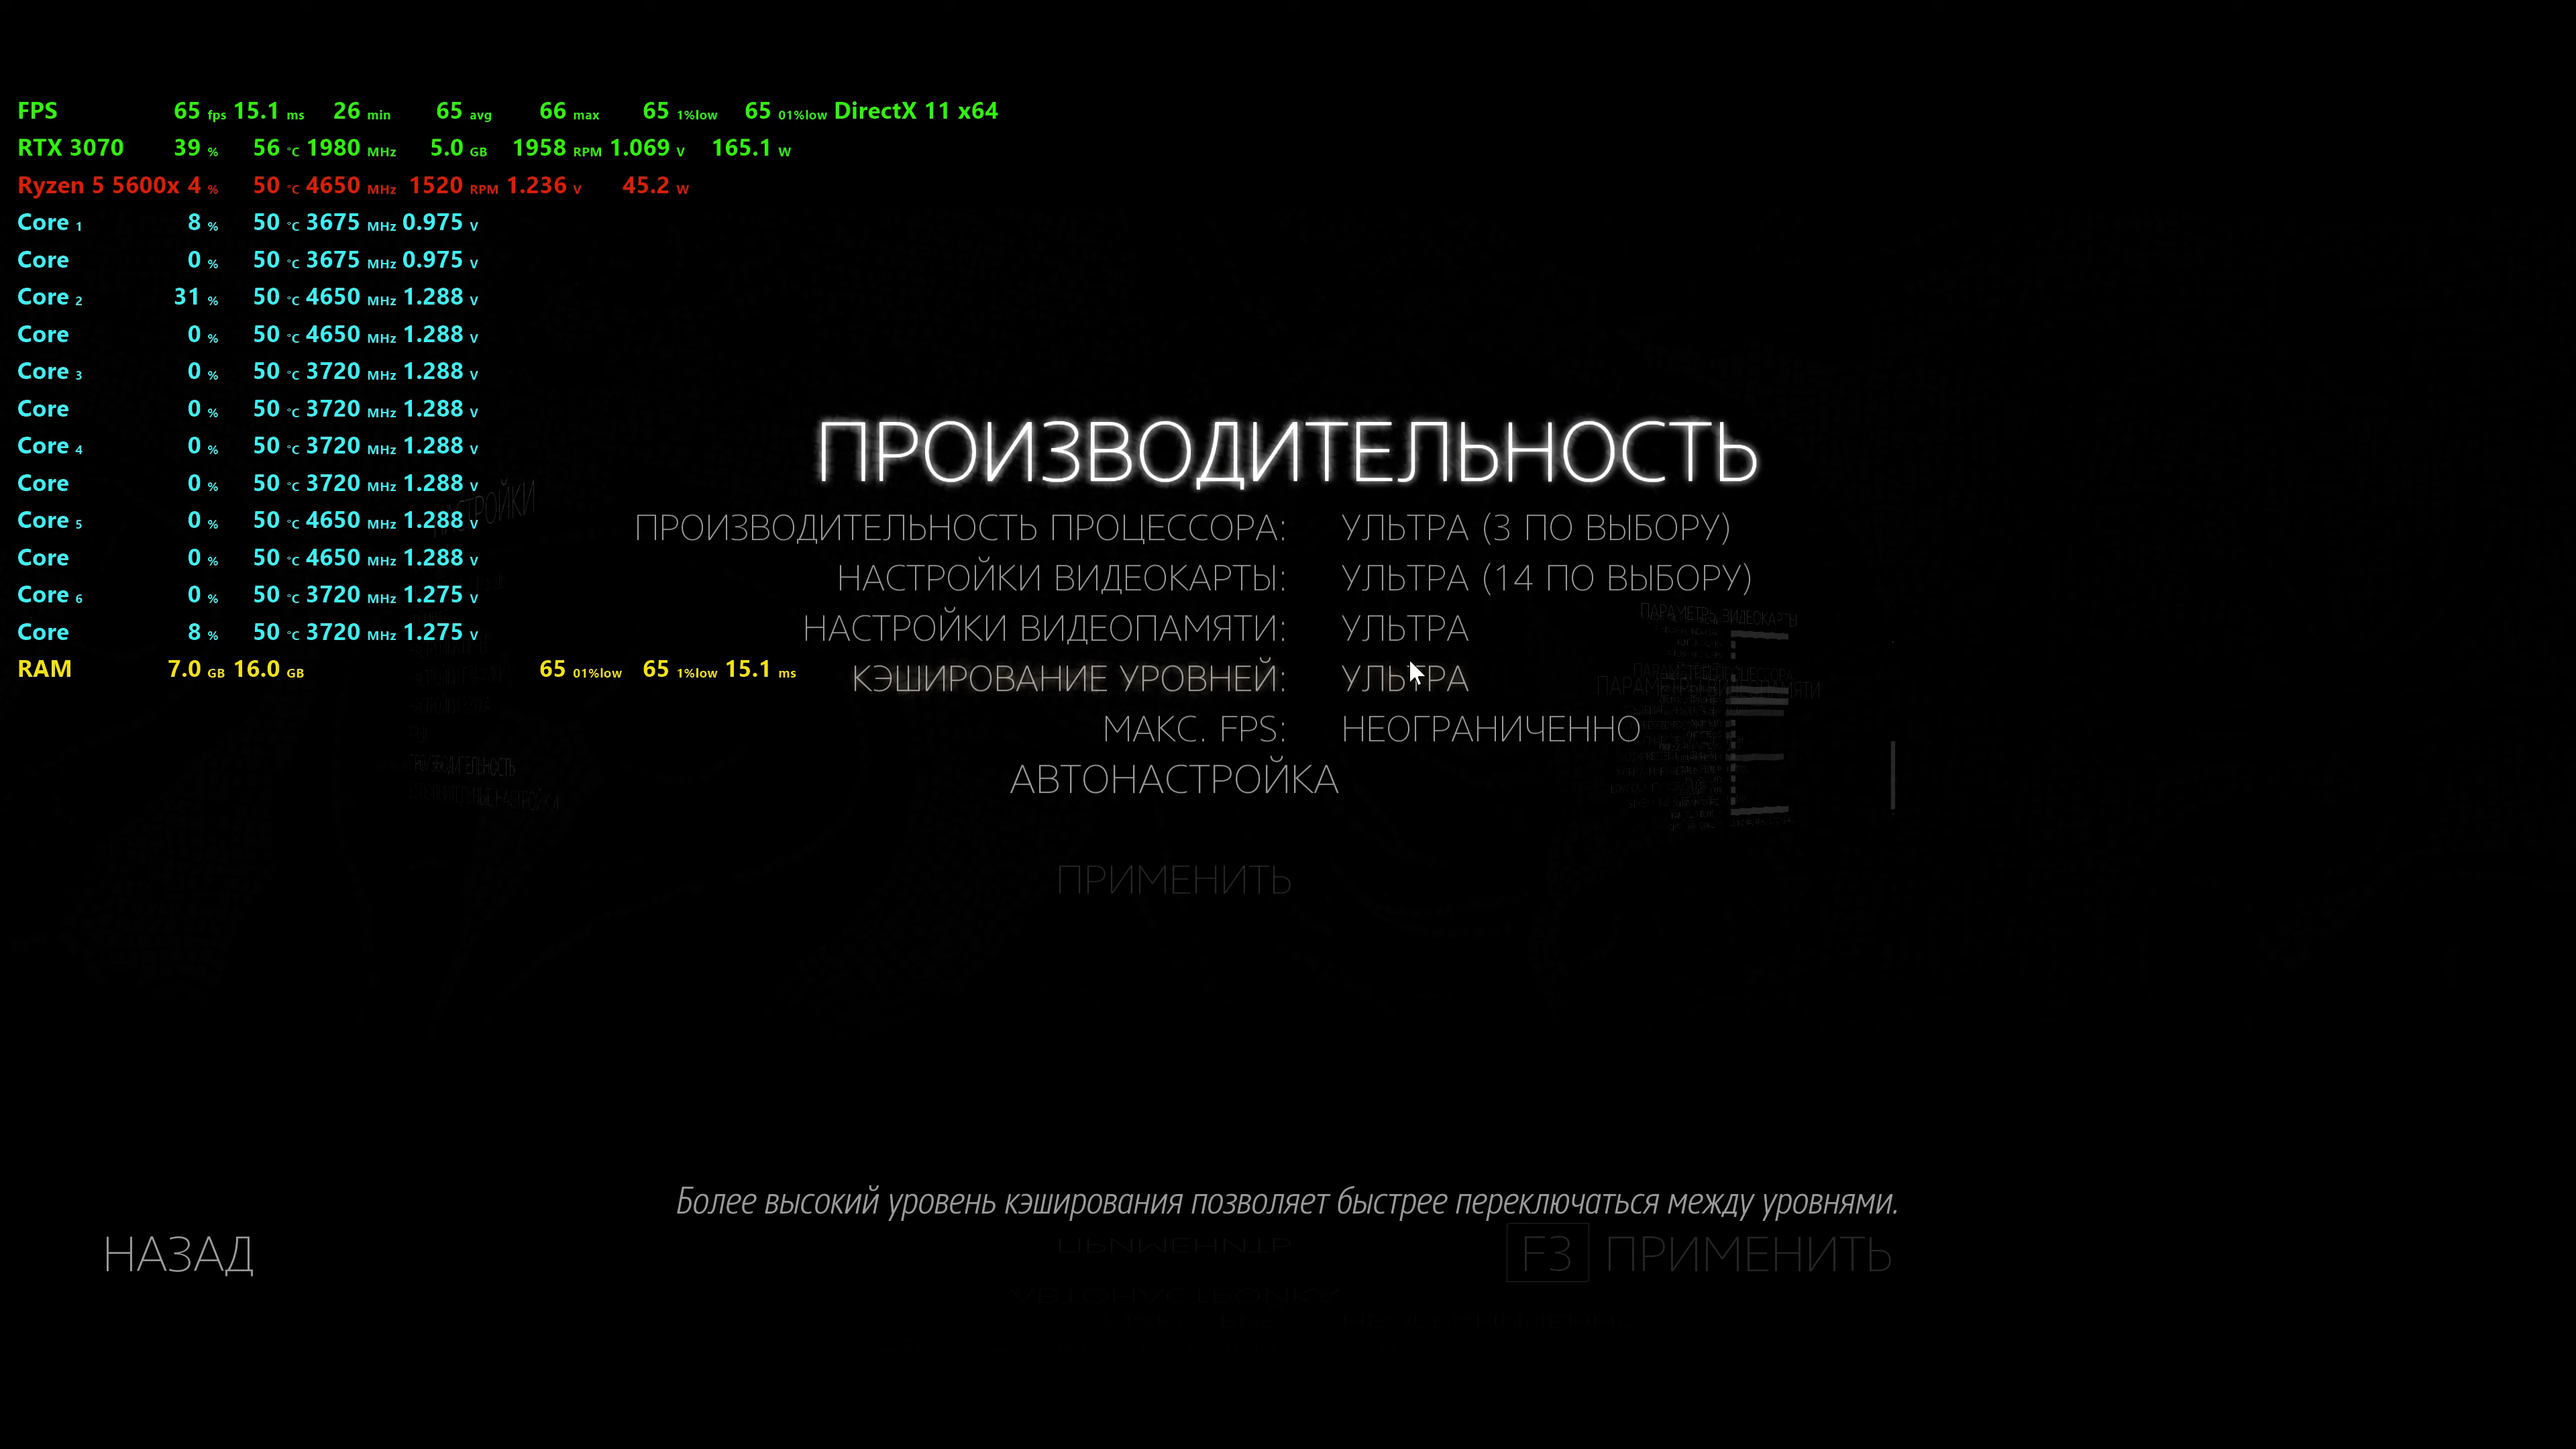 FPS 65 fps 15.1 ms 26 min 65 avg 66 max 65 1%low 65 01%low DirectX 11 x64
RTX 3070 39 % 56 °C 1980 MHz 5.0 GB 1958 RPM 1.069 V 165.1 W
Ryzen 5 5600x 4 % 50 °C 4650 MHz 1520 RPM 1.236 V 45.2 W
Core 1 8 % 50 °C 3675 MHz 0.975 V
Core 0 % 50 °C 3675 MHz 0.975 V
Core 2 31 % 50 °C 4650 MHz 1.288 V
Core 0 % 50 °C 4650 MHz 1.288 V
Core 3 0 % 50 °C 3720 MHz 1.288 V
Core 0 % 50 °C 3720 MHz 1.288 V
Core 4 0 % 50 °C 3720 MHz 1.288 V
Core 0 % 50 °C 3720 MHz 1.288 V
Core 5 0 % 50 °C 4650 MHz 1.288 V
Core 0 % 50 °C 4650 MHz 1.288 V
Core 6 0 % 50 °C 3720 MHz 1.275 V
Core 8 % 50 °C 3720 MHz 1.275 V
RAM 7.0 GB 16.0 GB 65 01%low 65 1%low 15.1 ms
ПРОИЗВОДИТЕЛЬНОСТЬ
ПРОИЗВОДИТЕЛЬНОСТЬ ПРОЦЕССОРА: УЛЬТРА (3 ПО ВЫБОРУ)
НАСТРОЙКИ ВИДЕОКАРТЫ: УЛЬТРА (14 ПО ВЫБОРУ)
НАСТРОЙКИ ВИДЕОПАМЯТИ: УЛЬТРА
КЭШИРОВАНИЕ УРОВНЕЙ: УЛЬТРА
МАКС. FPS: НЕОГРАНИЧЕННО
АВТОНАСТРОЙКА
ПРИМЕНИТЬ
ПАРАМЕТРЫ ВИДЕОКАРТЫ
ПРОИЗВОДИТЕЛЬНОСТЬ
Более высокий уровень кэширования позволяет быстрее переключаться между уровнями.
НАЗАД
F3 ПРИМЕНИТЬ